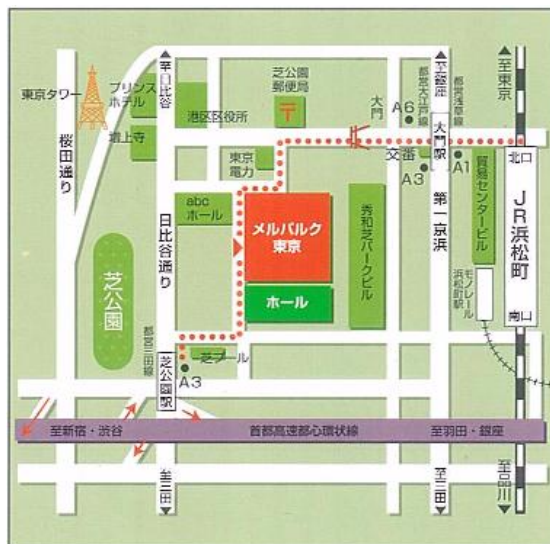 至日比谷
至銀座
至東京
東京タワー
プリンス
ホテル
芝公園
郵便局
〒
港区区役所
増上寺
桜田通り
大門
A6
都営大江戸線
都営浅草線
大門駅
交番
A3
A1
北口
東京
電力
abc
ホール
日比谷通り
メルパルク
東京
ホール
秀和芝パークビル
第一京浜
貿易センタービル
JR浜松町
モノレール
浜松町駅
南口
芝公園
都営三田線
芝プール
A3
芝公園駅
至新宿・渋谷
首都高速都心環状線
至羽田・銀座
至三田
至三田
至品川